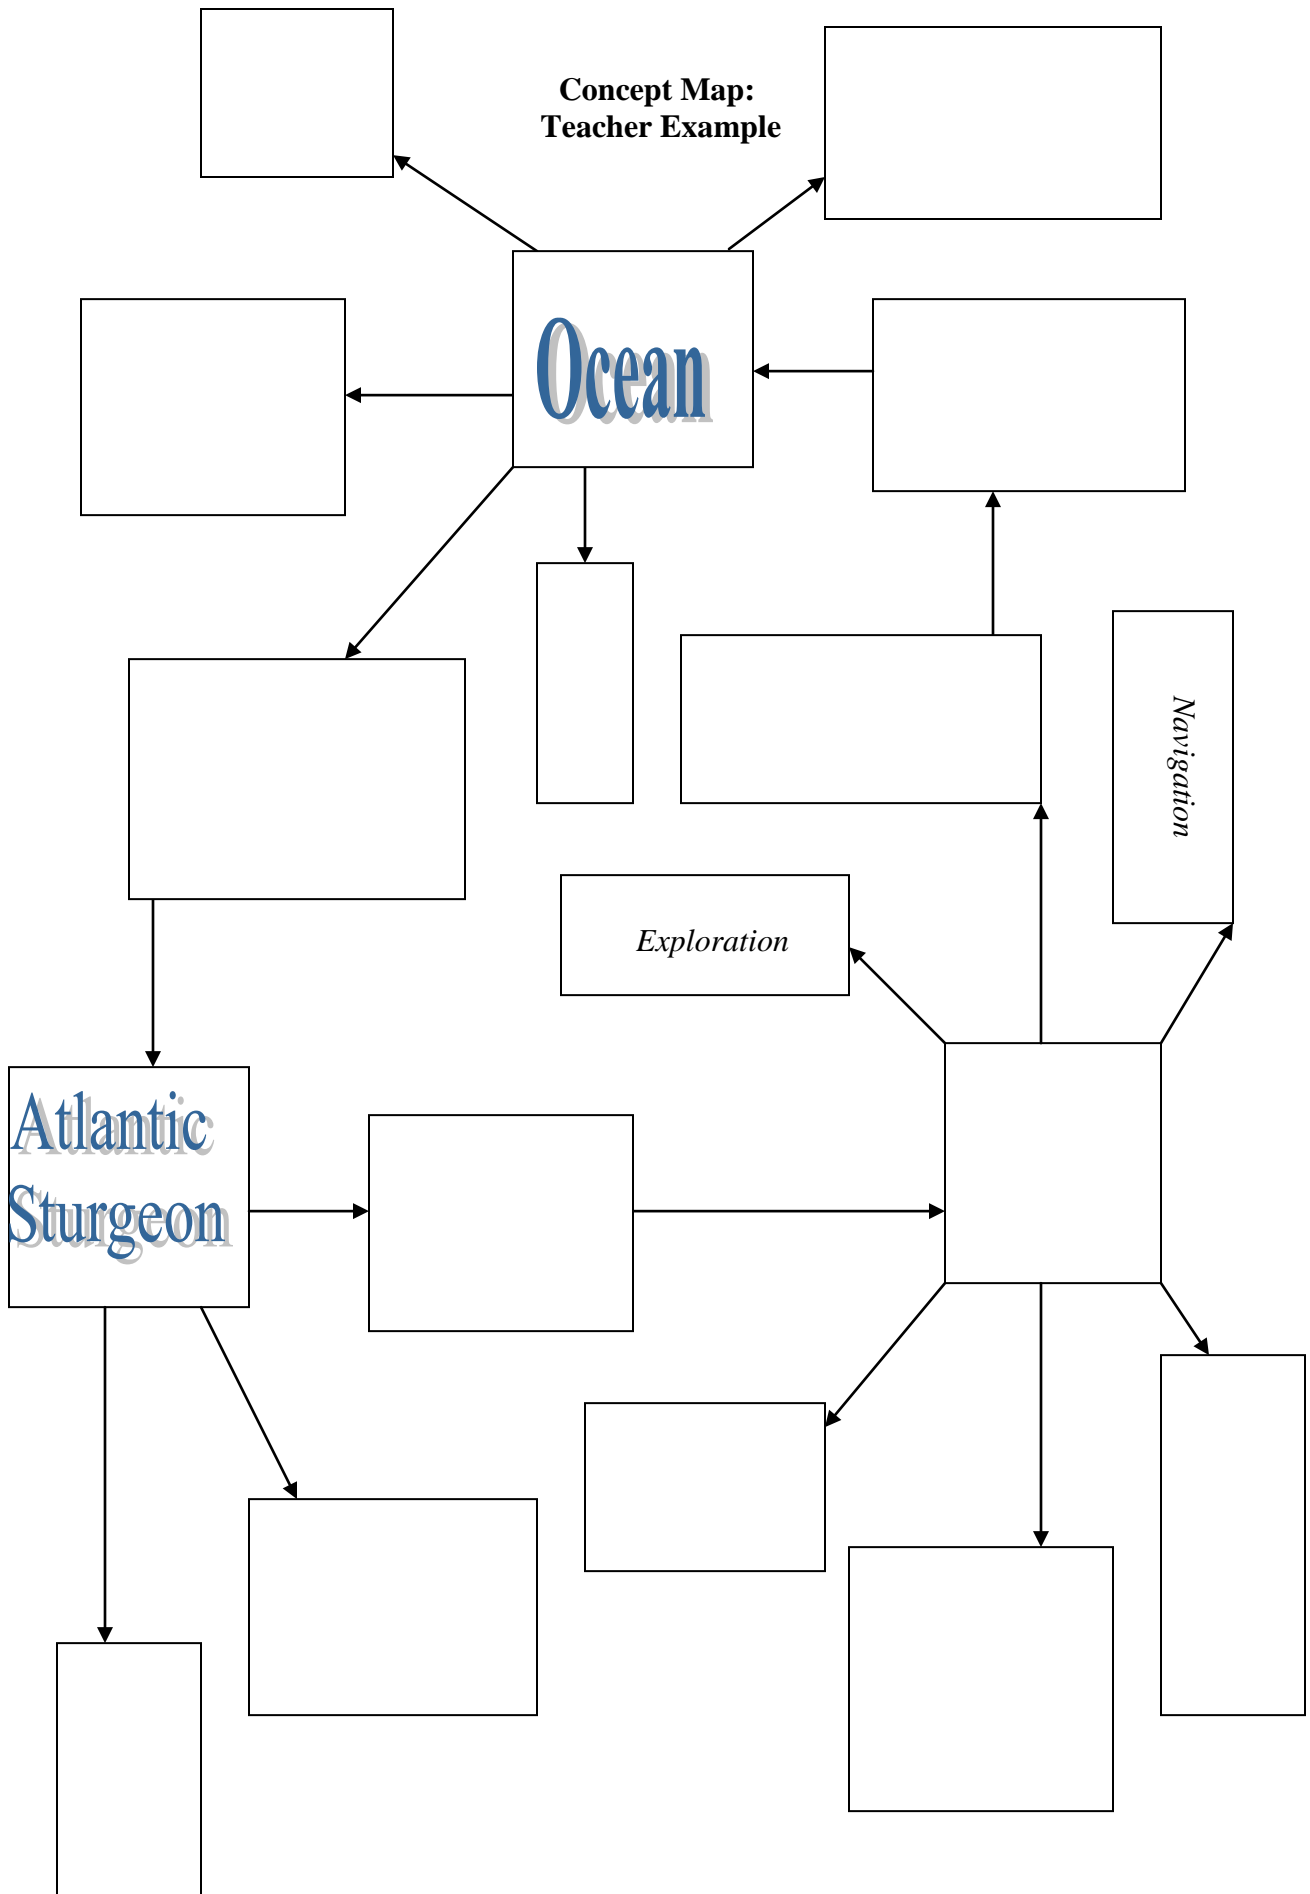 Concept Map:
Teacher Example
Ocean
Navigation
Exploration
Atlantic
Sturgeon